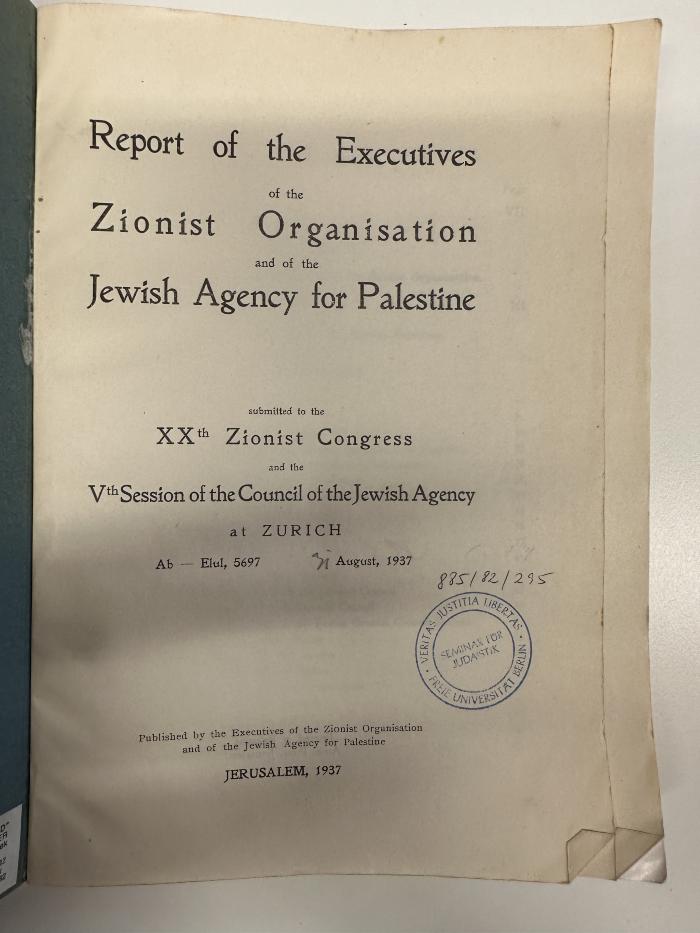 Report of the Executives
of the
Zionist Organisation
and of the
Jewish Agency for Palestine
submitted to the
XXth Zionist Congress
and the
Vth Session of the Council of the Jewish Agency
at ZURICH
Ab — Elul, 5697 August, 1937
885/82/295
VERITAS JUSTITIA LIBERTAS
SEMINAR FÜR
JUDAISTIK
FREIE UNIVERSITÄT BERLIN
Published by the Executives of the Zionist Organisation
and of the Jewish Agency for Palestine
JERUSALEM, 1937